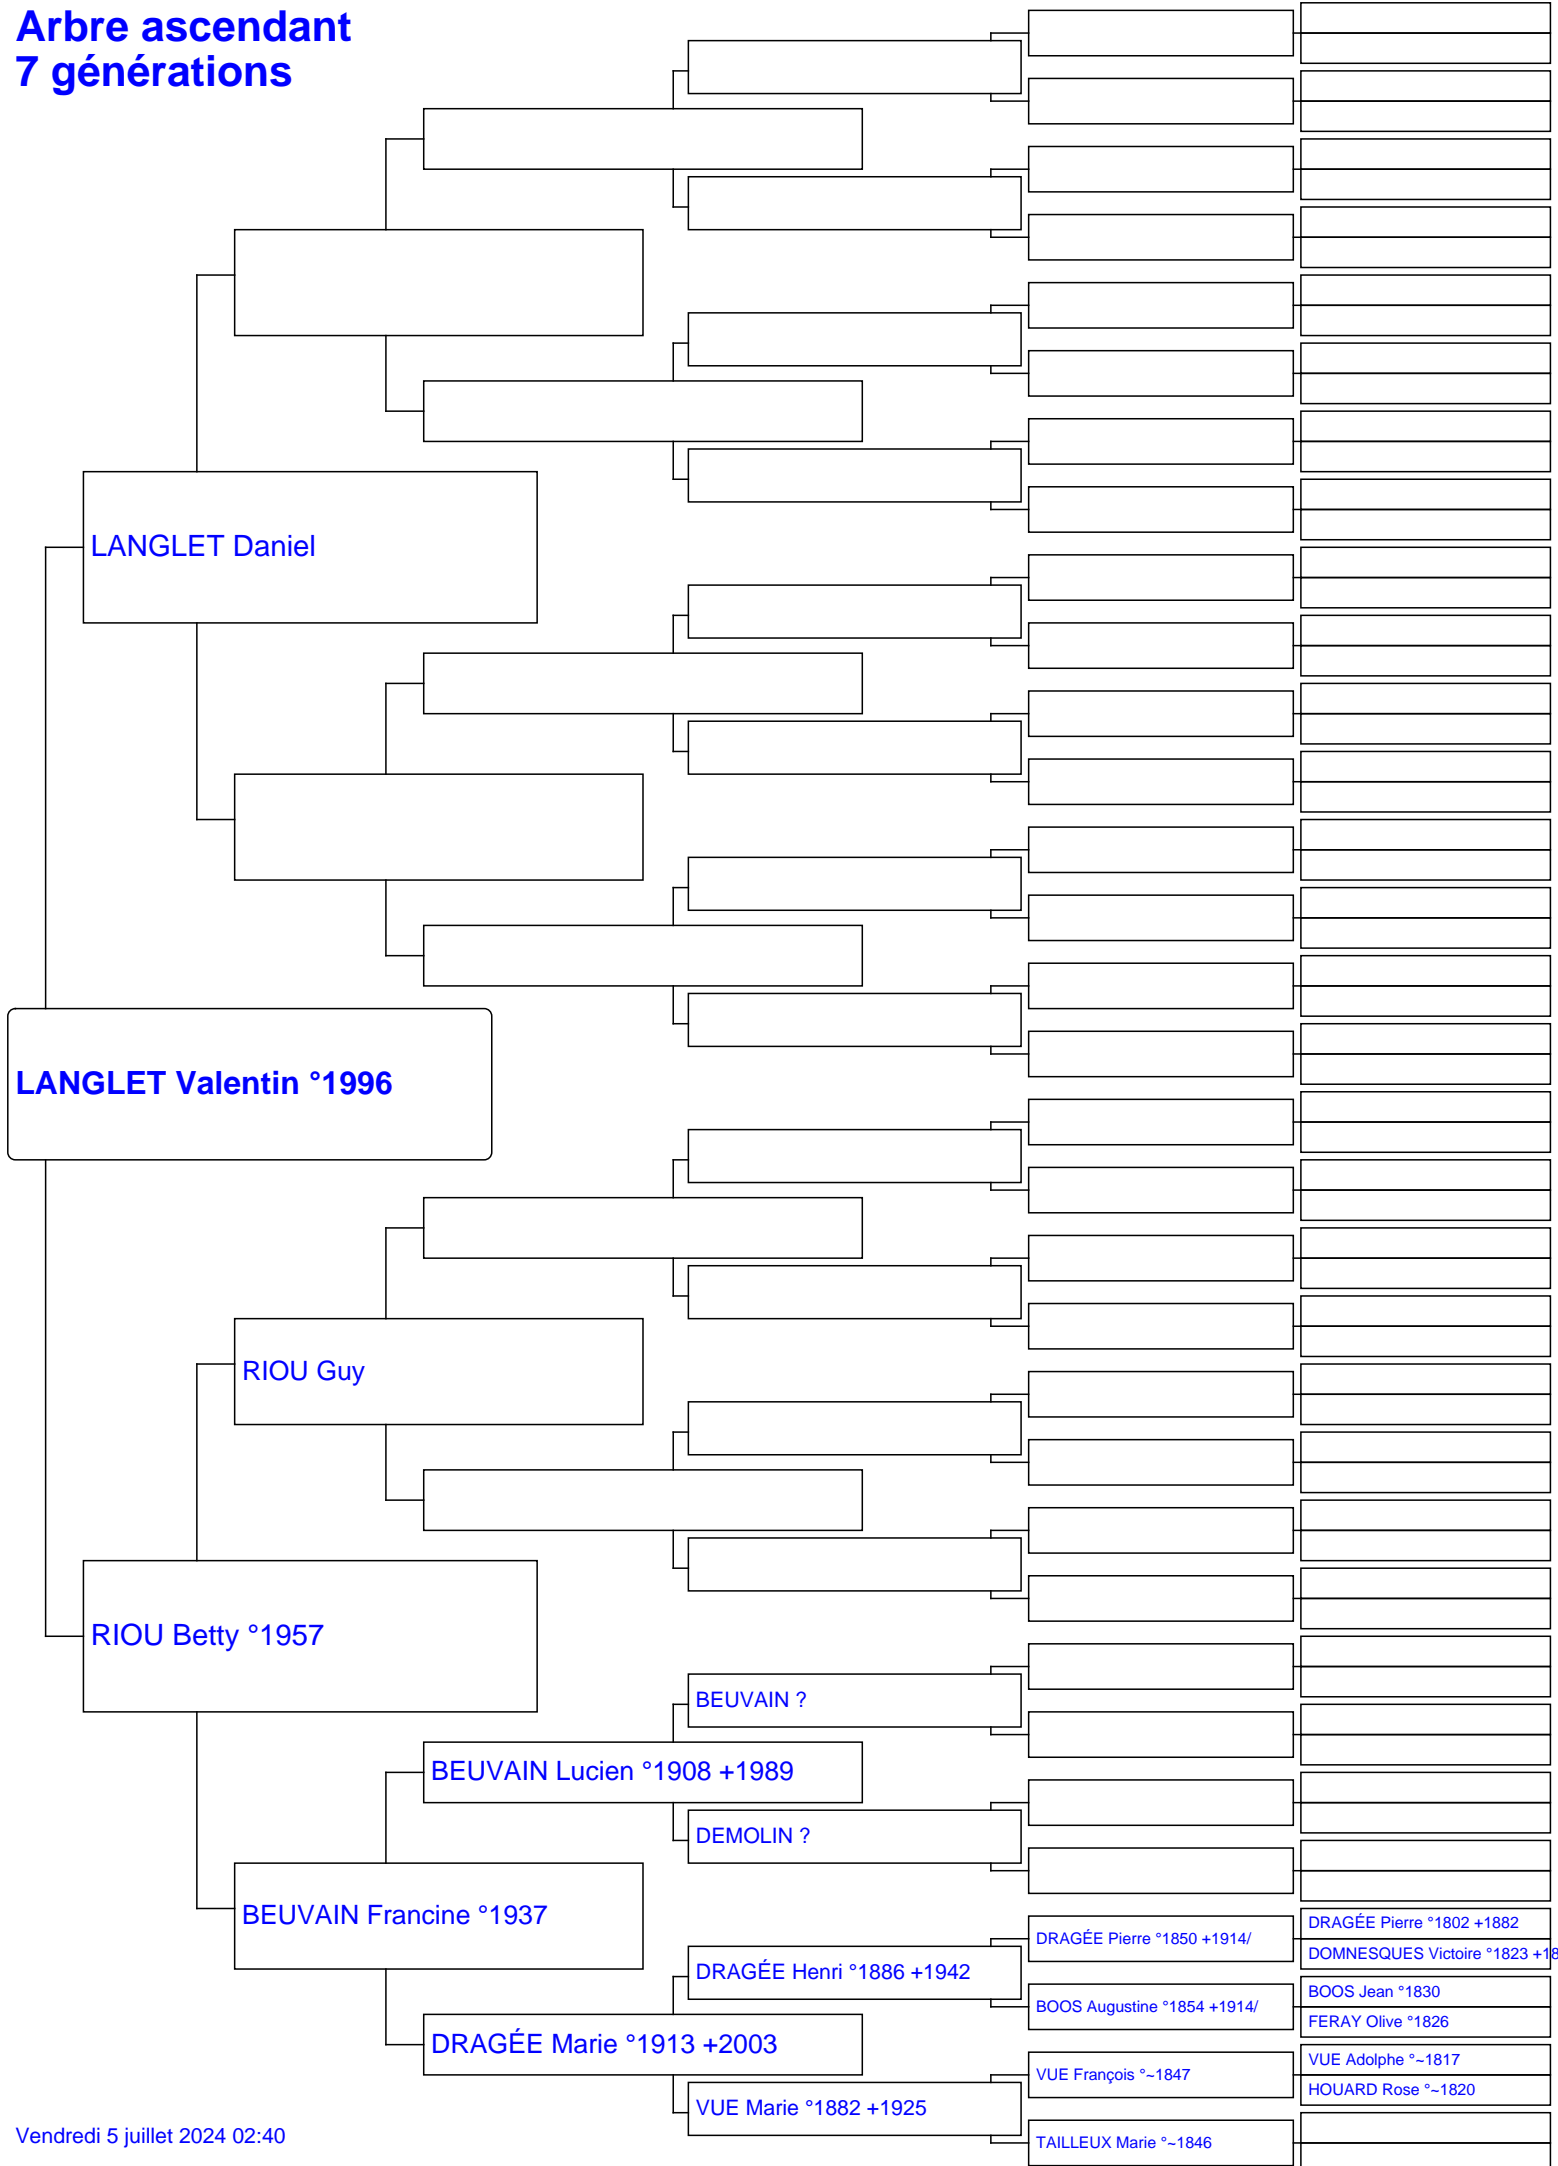 Arbre ascendant
7 générations
LANGLET Daniel
LANGLET Valentin °1996
RIOU Guy
RIOU Betty °1957
BEUVAIN ?
BEUVAIN Lucien °1908 +1989
DEMOLIN ?
BEUVAIN Francine °1937
DRAGÉE Pierre °1802 +1882
DRAGÉE Pierre °1850 +1914/
DOMNESQUES Victoire °1823 +18
DRAGÉE Henri °1886 +1942
BOOS Jean °1830
BOOS Augustine °1854 +1914/
FERAY Olive °1826
DRAGÉE Marie °1913 +2003
VUE Adolphe °~1817
VUE François °~1847
HOUARD Rose °~1820
VUE Marie °1882 +1925
TAILLEUX Marie °~1846
Vendredi 5 juillet 2024 02:40